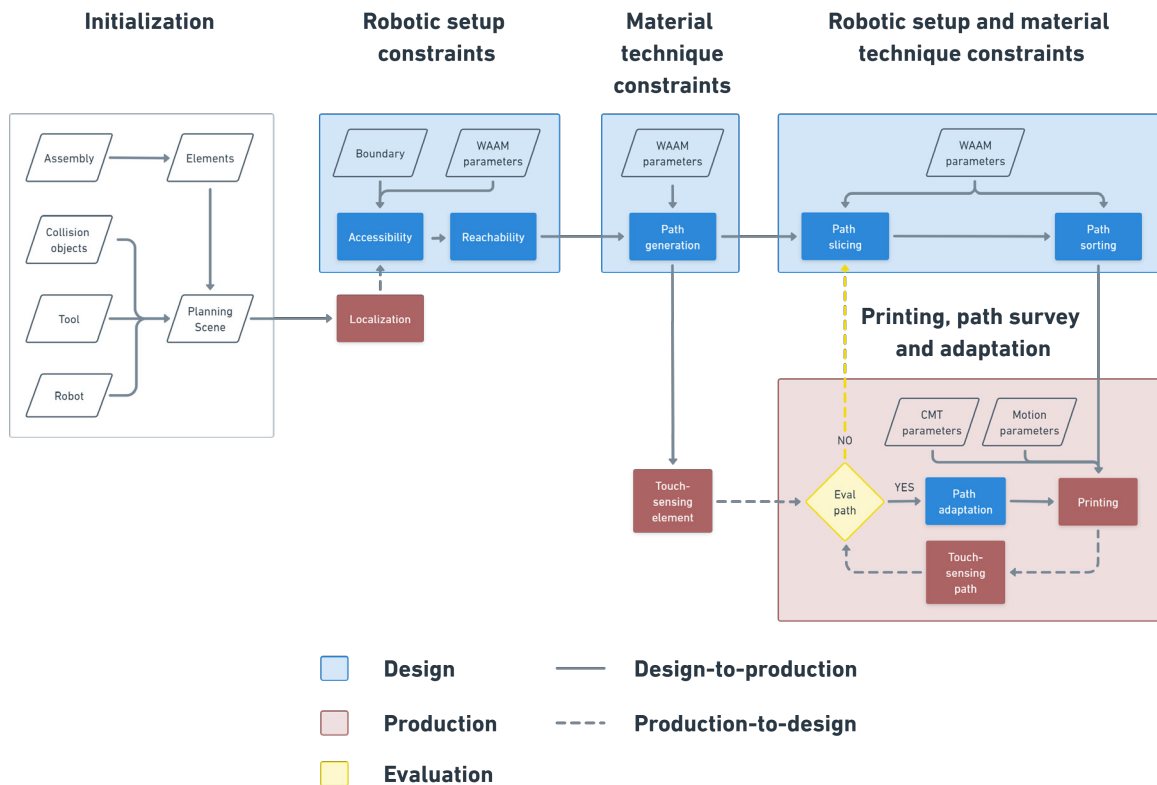 Initialization
Robotic setup
constraints
Material
technique
constraints
Robotic setup and material
technique constraints
Assembly
Elements
Collision
objects
Tool
Planning
Scene
Robot
Boundary
WAAM
parameters
Accessibility
Reachability
Localization
WAAM
parameters
Path
generation
WAAM
parameters
Path
slicing
Path
sorting
Printing, path survey
and adaptation
CMT
parameters
Motion
parameters
NO
Touch-
sensing
element
Eval
path
YES
Path
adaptation
Printing
Touch-
sensing
path
Design
Design-to-production
Production
Production-to-design
Evaluation